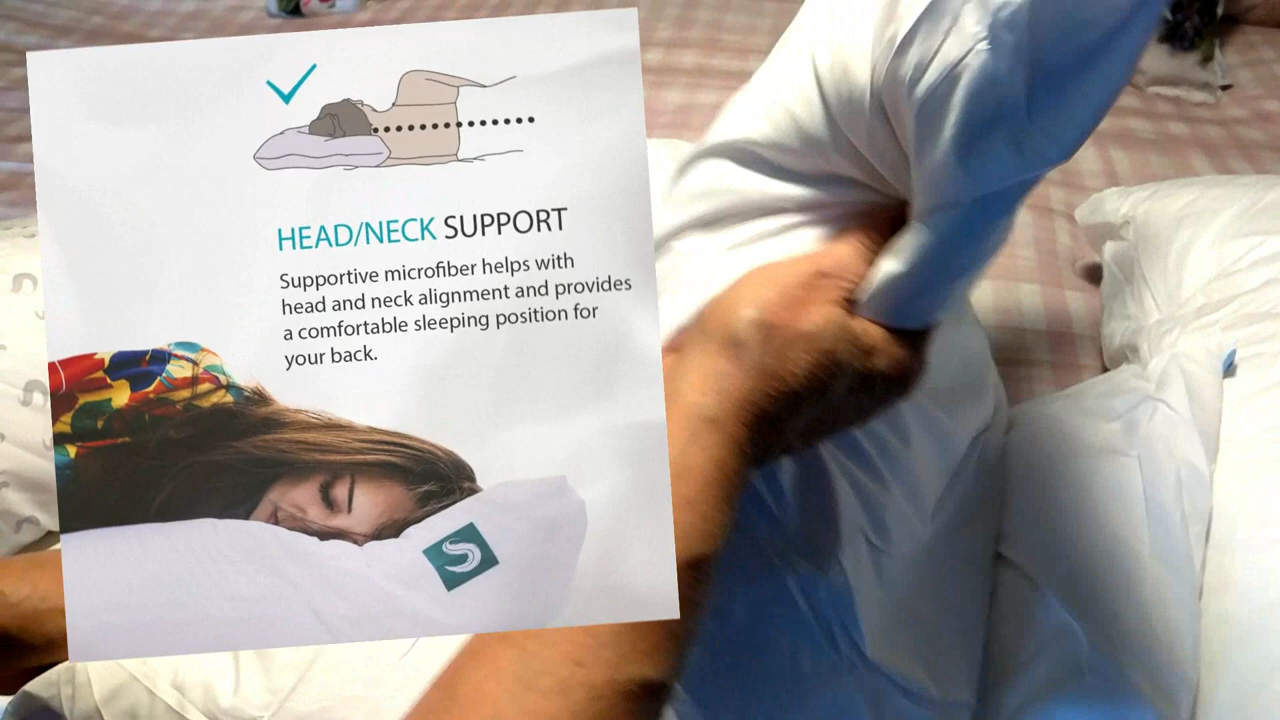 HEAD/NECK SUPPORT
Supportive microfiber helps with
head and neck alignment and provides
a comfortable sleeping position for
your back.
S